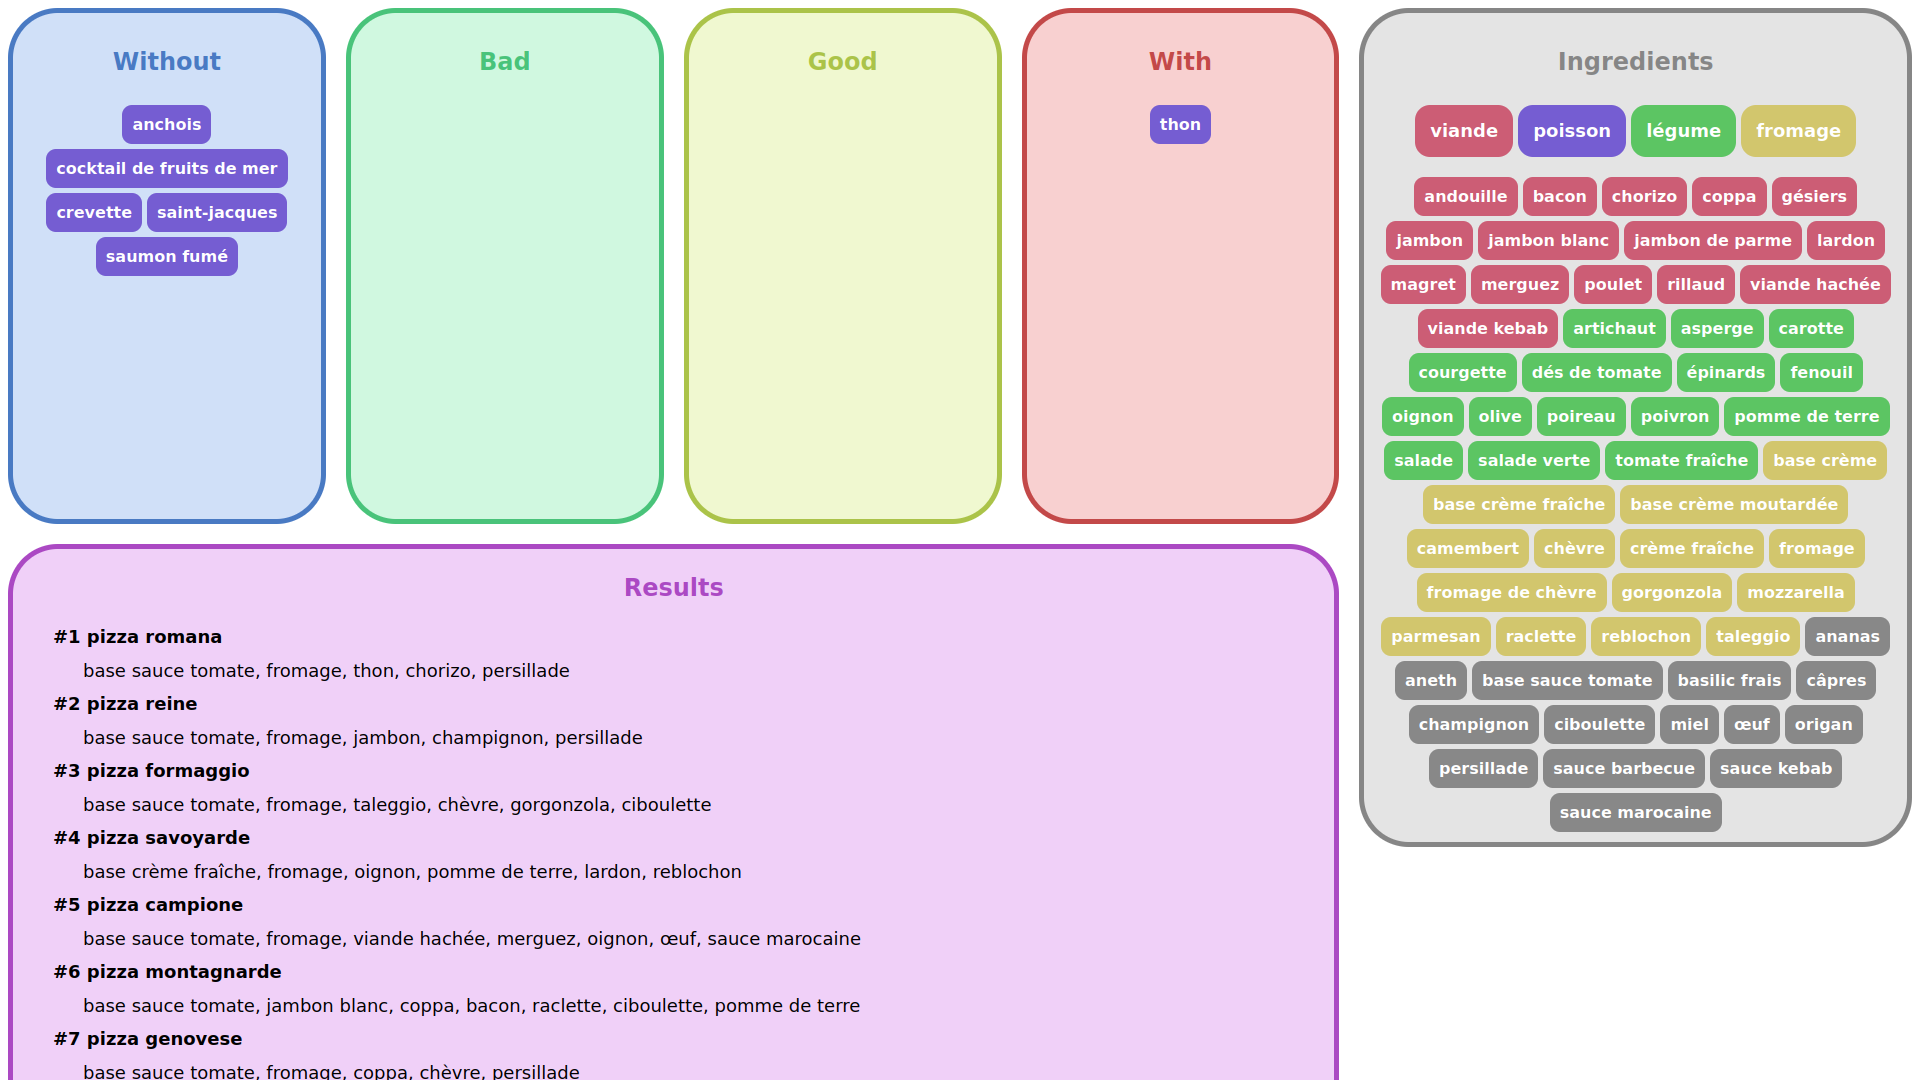 Without
anchois
cocktail de fruits de mer
crevette saint-jacques
saumon fumé
Bad
Good
With
thon
Ingredients
viande poisson légume fromage
andouille bacon chorizo coppa gésiers
jambon jambon blanc jambon de parme lardon
magret merguez poulet rillaud viande hachée
viande kebab artichaut asperge carotte
courgette dés de tomate épinards fenouil
oignon olive poireau poivron pomme de terre
salade salade verte tomate fraîche base crème
base crème fraîche base crème moutardée
camembert chèvre crème fraîche fromage
fromage de chèvre gorgonzola mozzarella
parmesan raclette reblochon taleggio ananas
aneth base sauce tomate basilic frais câpres
champignon ciboulette miel œuf origan
persillade sauce barbecue sauce kebab
sauce marocaine
Results
#1 pizza romana
base sauce tomate, fromage, thon, chorizo, persillade
#2 pizza reine
base sauce tomate, fromage, jambon, champignon, persillade
#3 pizza formaggio
base sauce tomate, fromage, taleggio, chèvre, gorgonzola, ciboulette
#4 pizza savoyarde
base crème fraîche, fromage, oignon, pomme de terre, lardon, reblochon
#5 pizza campione
base sauce tomate, fromage, viande hachée, merguez, oignon, œuf, sauce marocaine
#6 pizza montagnarde
base sauce tomate, jambon blanc, coppa, bacon, raclette, ciboulette, pomme de terre
#7 pizza genovese
base sauce tomate, fromage, coppa, chèvre, persillade